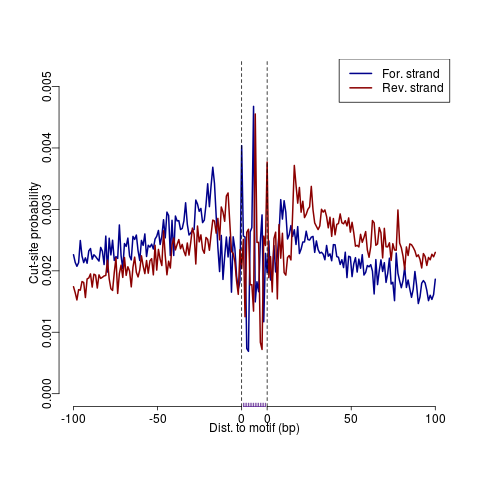 For. strand
Rev. strand
Cut-site probability
0.005
0.004
0.003
0.002
0.001
0.000
-100 -50 0 0 50 100
Dist. to motif (bp)